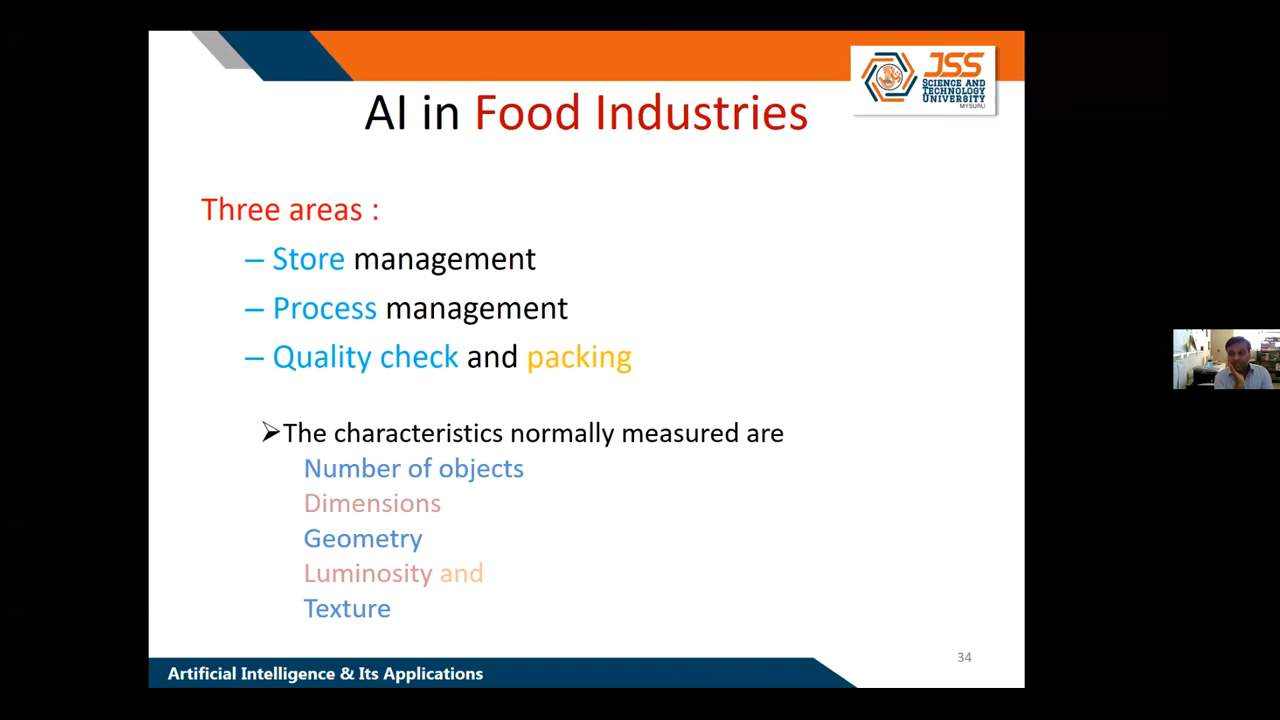 JSS
SCIENCE AND
TECHNOLOGY
UNIVERSITY
MYSURU
AI in Food Industries
Three areas :
– Store management
– Process management
– Quality check and packing
➢The characteristics normally measured are
Number of objects
Dimensions
Geometry
Luminosity and
Texture
34
Artificial Intelligence & Its Applications